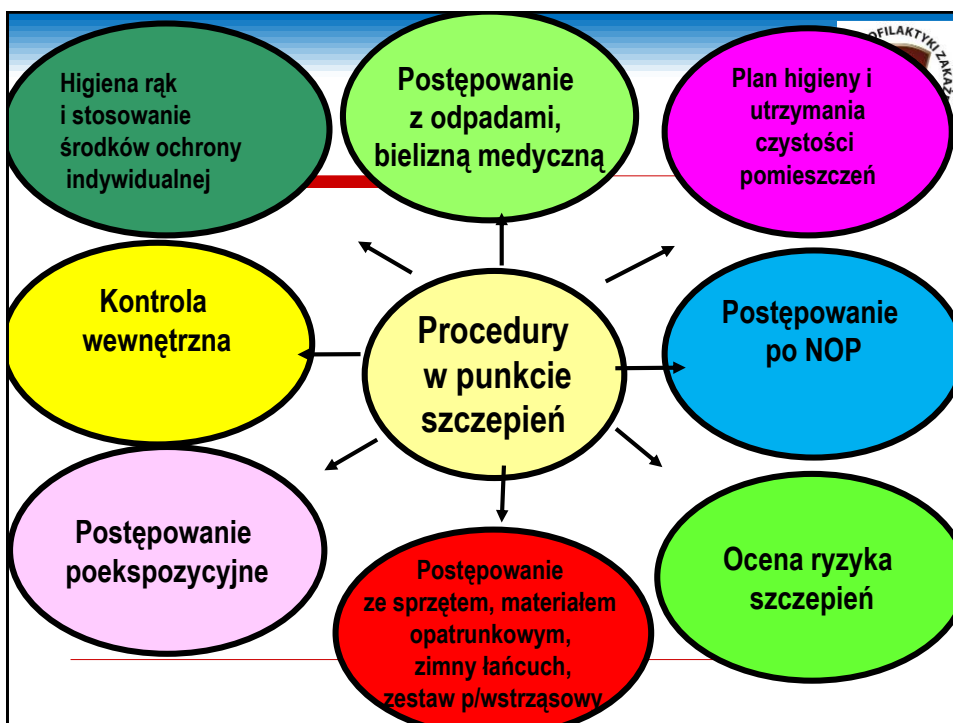 Higiena rąk
i stosowanie
środków ochrony
indywidualnej
Postępowanie
z odpadami,
bielizną medyczną
Plan higieny i
utrzymania
czystości
pomieszczeń
Kontrola
wewnętrzna
Procedury
w punkcie
szczepień
Postępowanie
po NOP
Postępowanie
poekspozycyjne
Postępowanie
ze sprzętem, materiałem
opatrunkowym,
zimny łańcuch,
zestaw p/wstrząsowy
Ocena ryzyka
szczepień